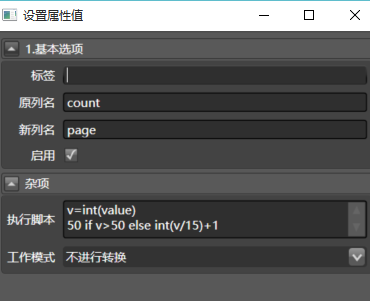 设置属性值
1.基本选项
标签
原列名 count
新列名 page
启用
杂项
执行脚本 v=int(value)
50 if v>50 else int(v/15)+1
工作模式 不进行转换